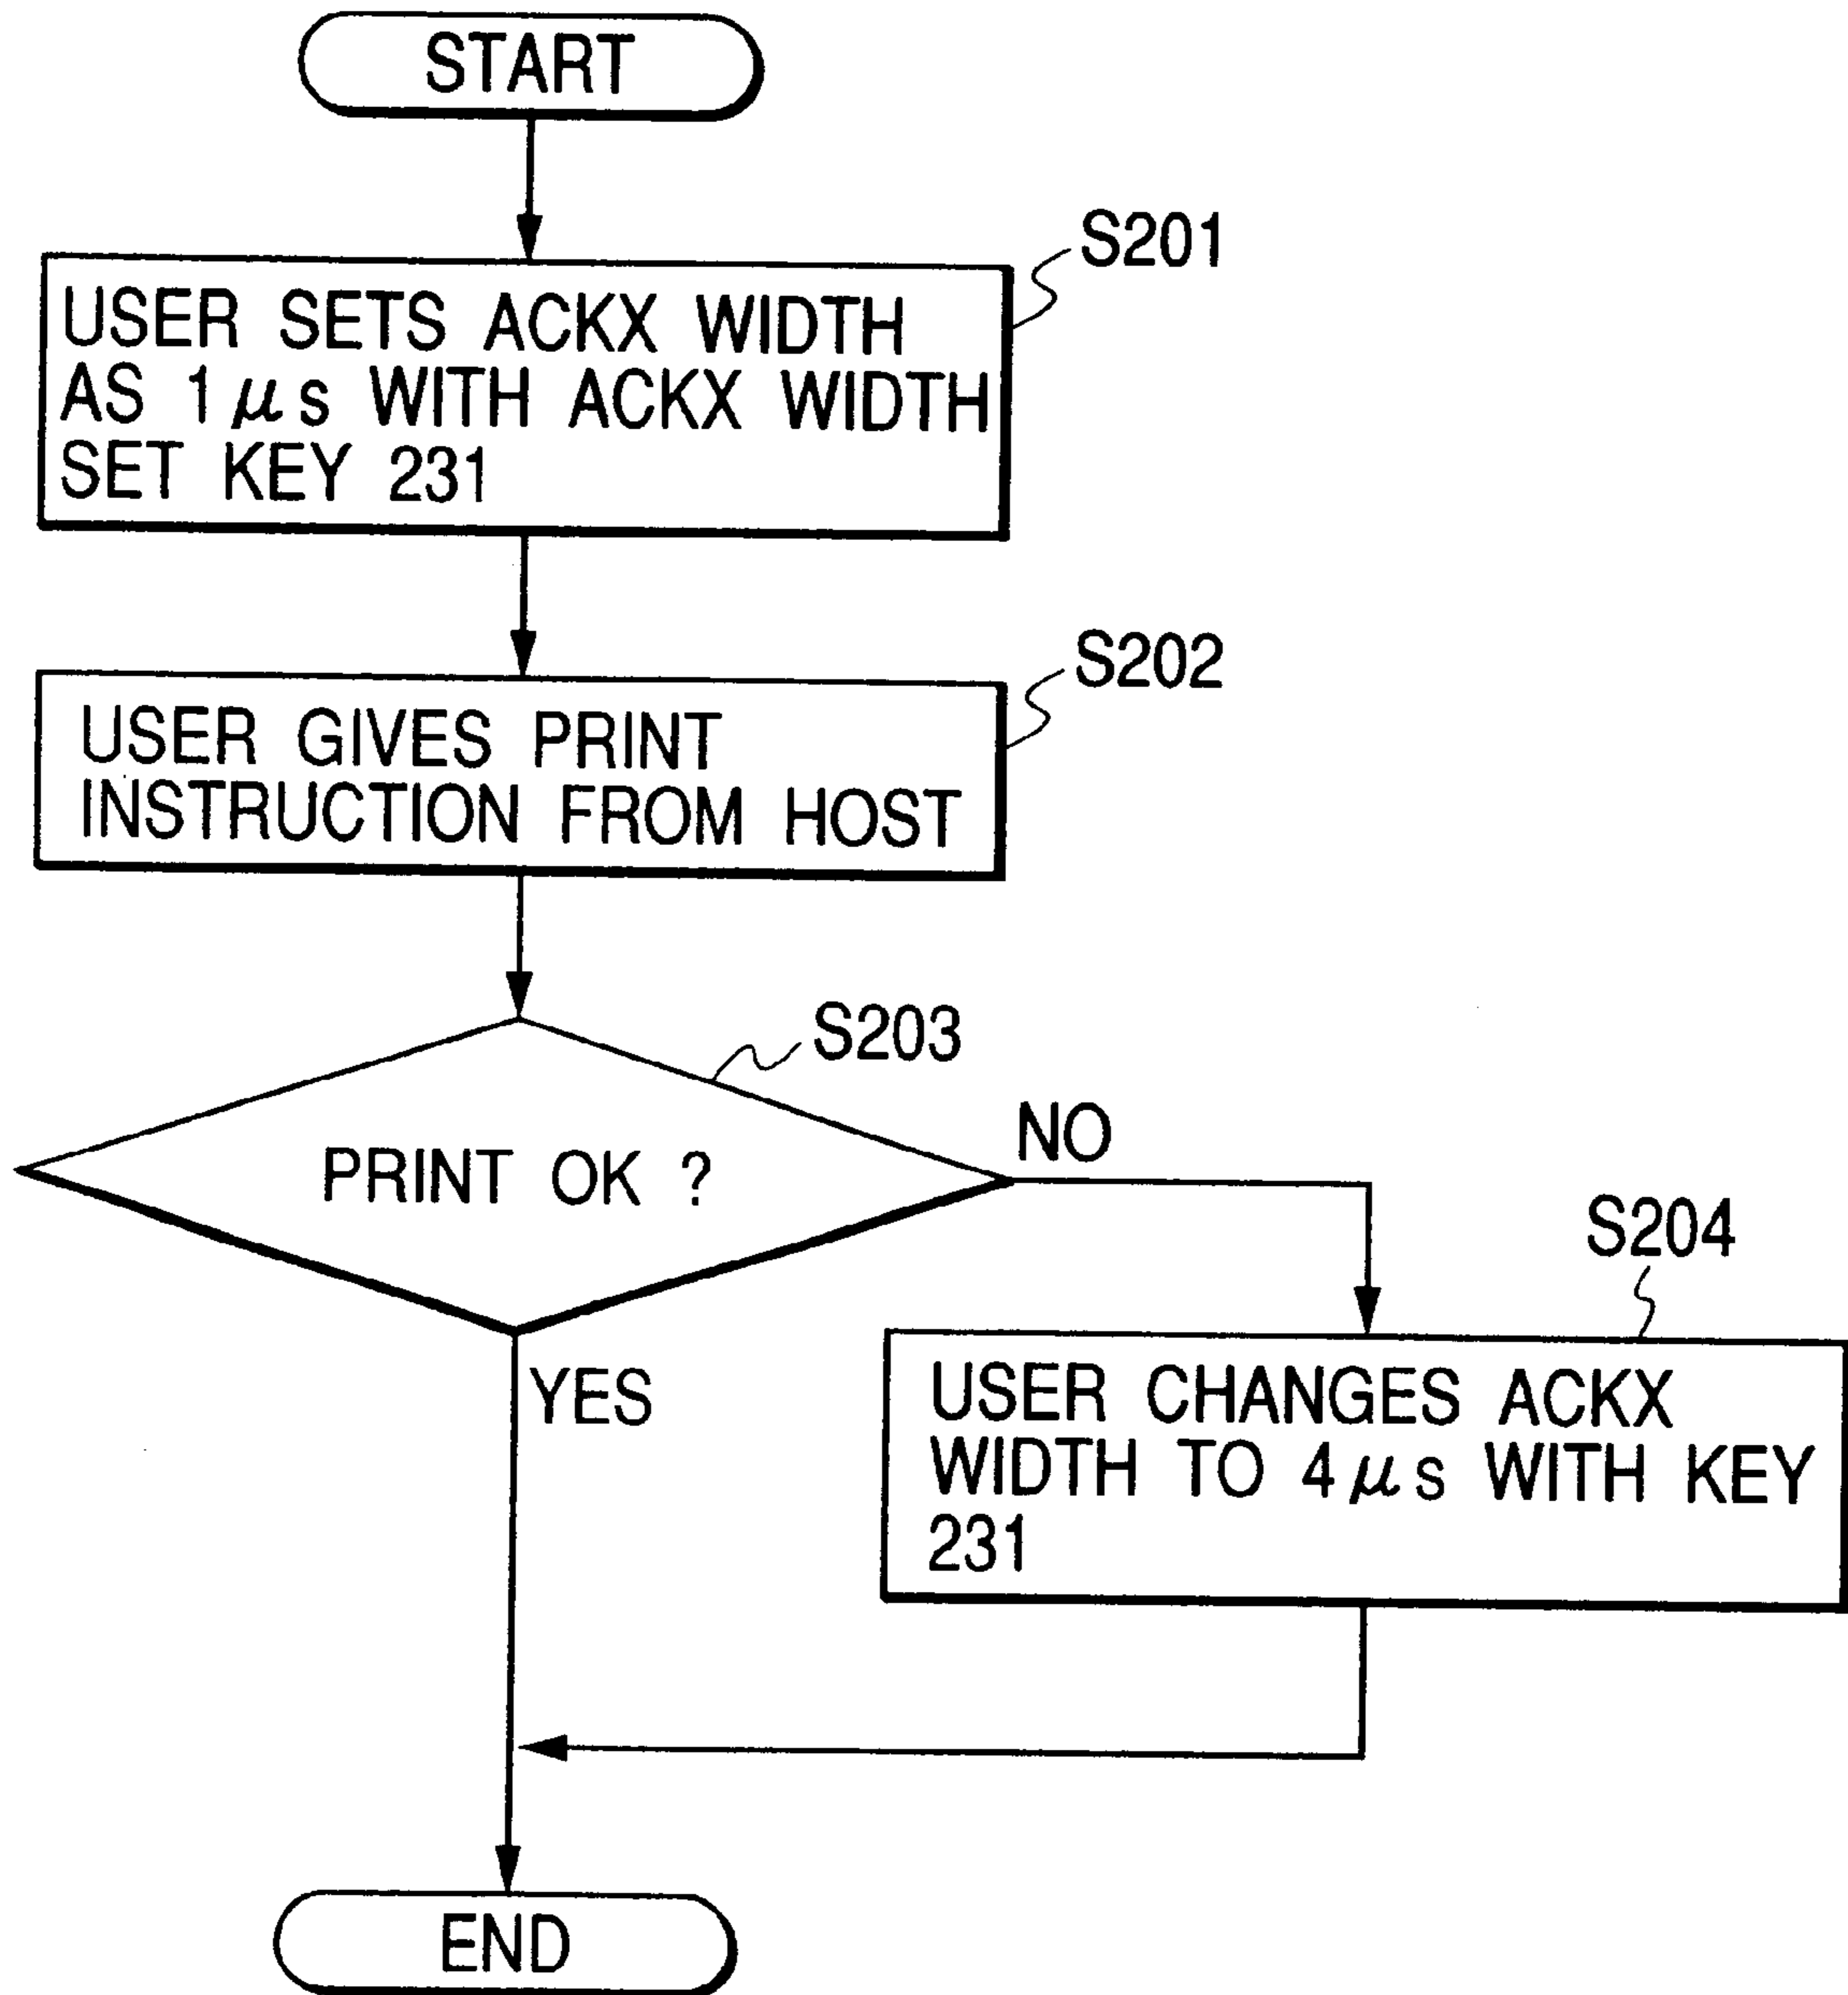 START
S201
USER SETS ACKX WIDTH
AS 1μs WITH ACKX WIDTH
SET KEY 231
S202
USER GIVES PRINT
INSTRUCTION FROM HOST
S203
PRINT OK ?
NO
YES
S204
USER CHANGES ACKX
WIDTH TO 4μs WITH KEY
231
END